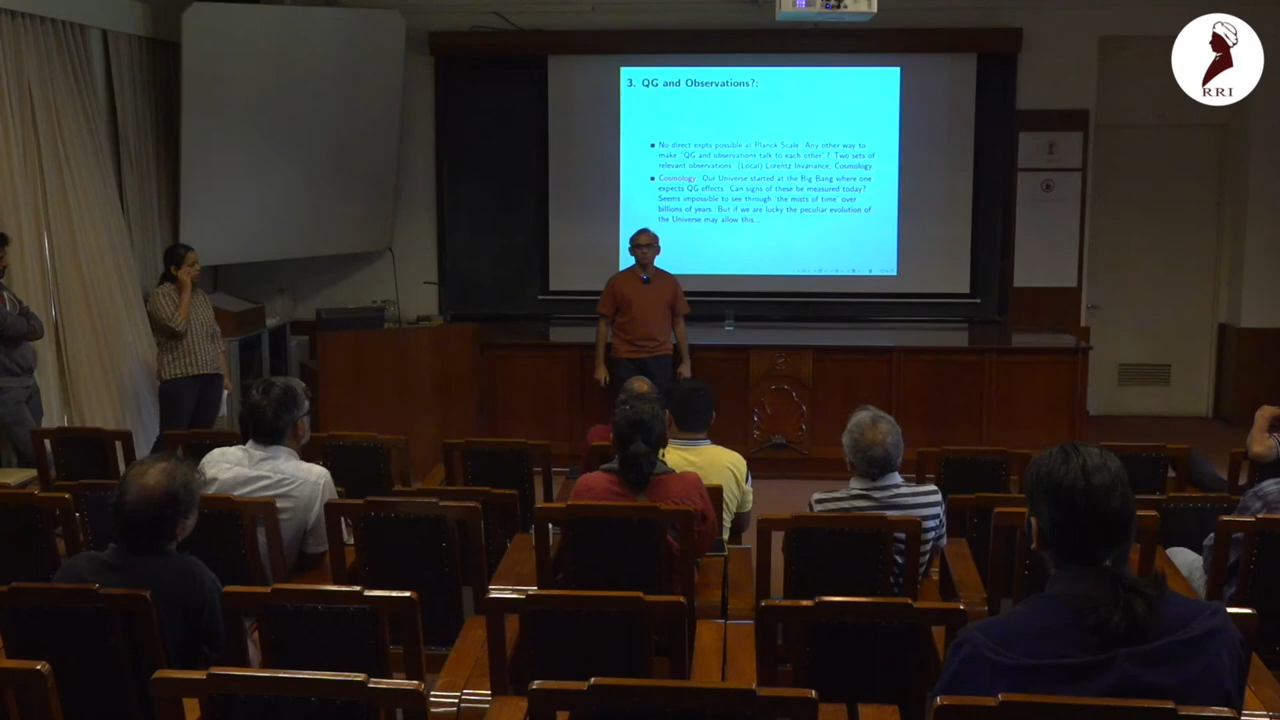 3. QG and Observations?:
No direct expts possible at Planck Scale. Any other way to
make "QG and observations talk to each other"? Two sets of
relevant observations: (Local) Lorentz Invariance, Cosmology.
Cosmology. Our Universe started at the Big Bang where one
expects QG effects. Can signs of these be measured today?
Seems impossible to see through 'the mists of time' over
billions of years. But if we are lucky the peculiar evolution of
the Universe may allow this...
RRI